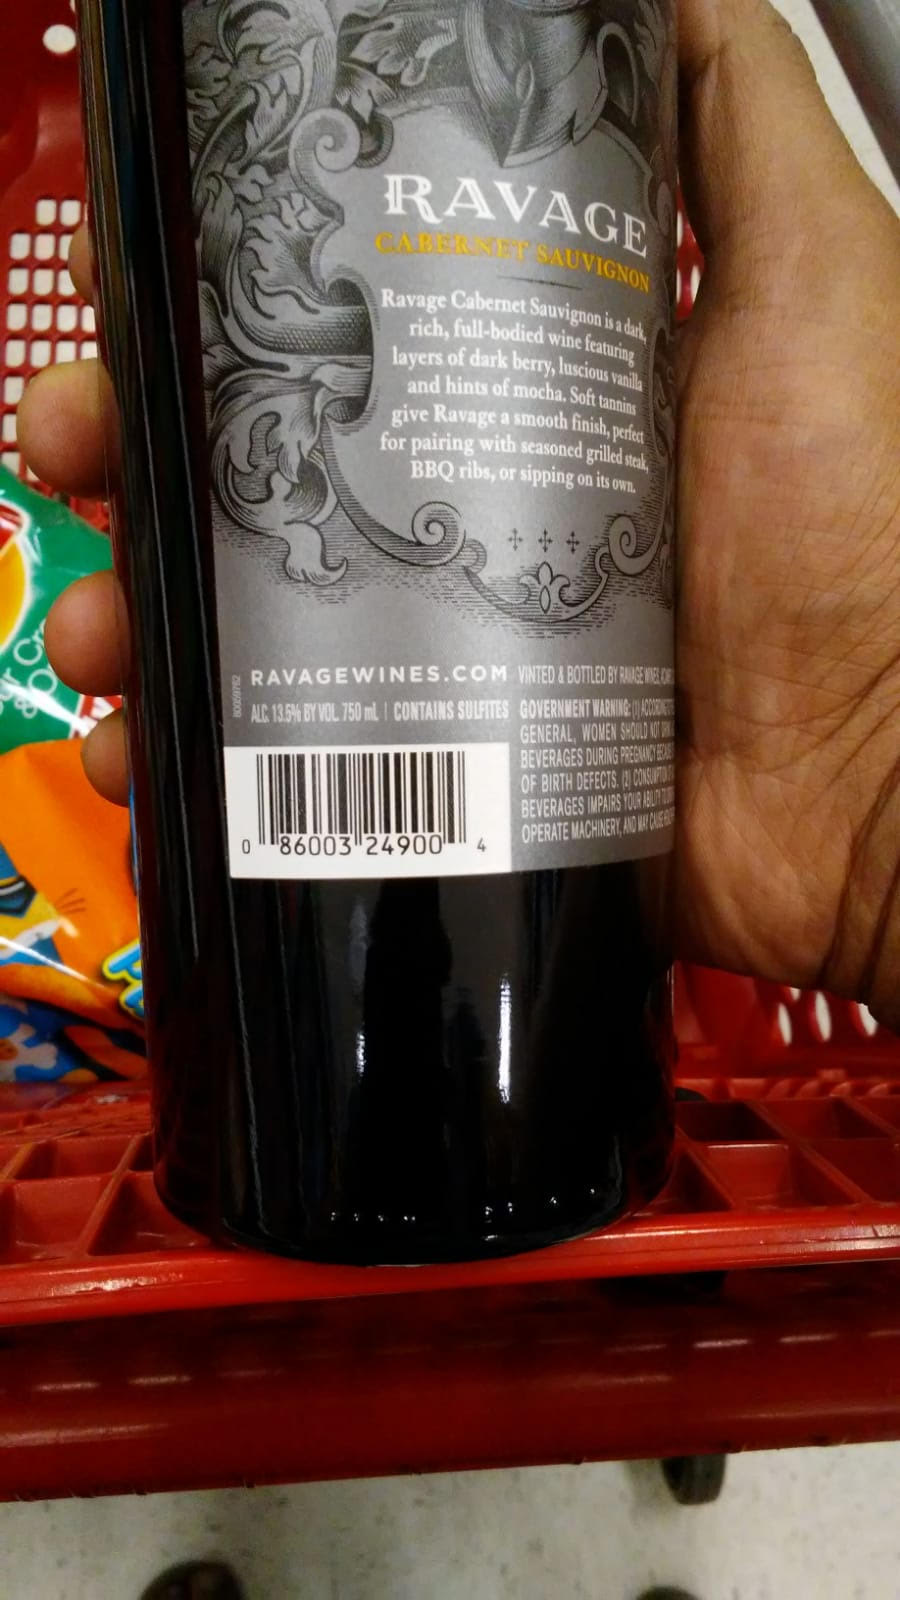 RAVAGE
CABERNET SAUVIGNON
Ravage Cabernet Sauvignon is a dark,
rich, full-bodied wine featuring
layers of dark berry, luscious vanilla
and hints of mocha. Soft tannins
give Ravage a smooth finish, perfect
for pairing with seasoned grilled steak,
BBQ ribs, or sipping on its own.
RAVAGEWINES.COM VINTED & BOTTLED BY RAVAGE WINES,
ALC. 13.5% BY VOL. 750 mL | CONTAINS SULFITES
GOVERNMENT WARNING: (1) ACCORDING
GENERAL, WOMEN SHOULD NOT
BEVERAGES DURING PREGNANCY
OF BIRTH DEFECTS. (2) CONSUMPTION
BEVERAGES IMPAIRS YOUR ABILITY TO
OPERATE MACHINERY, AND MAY CAUSE
0 86003 24900 4